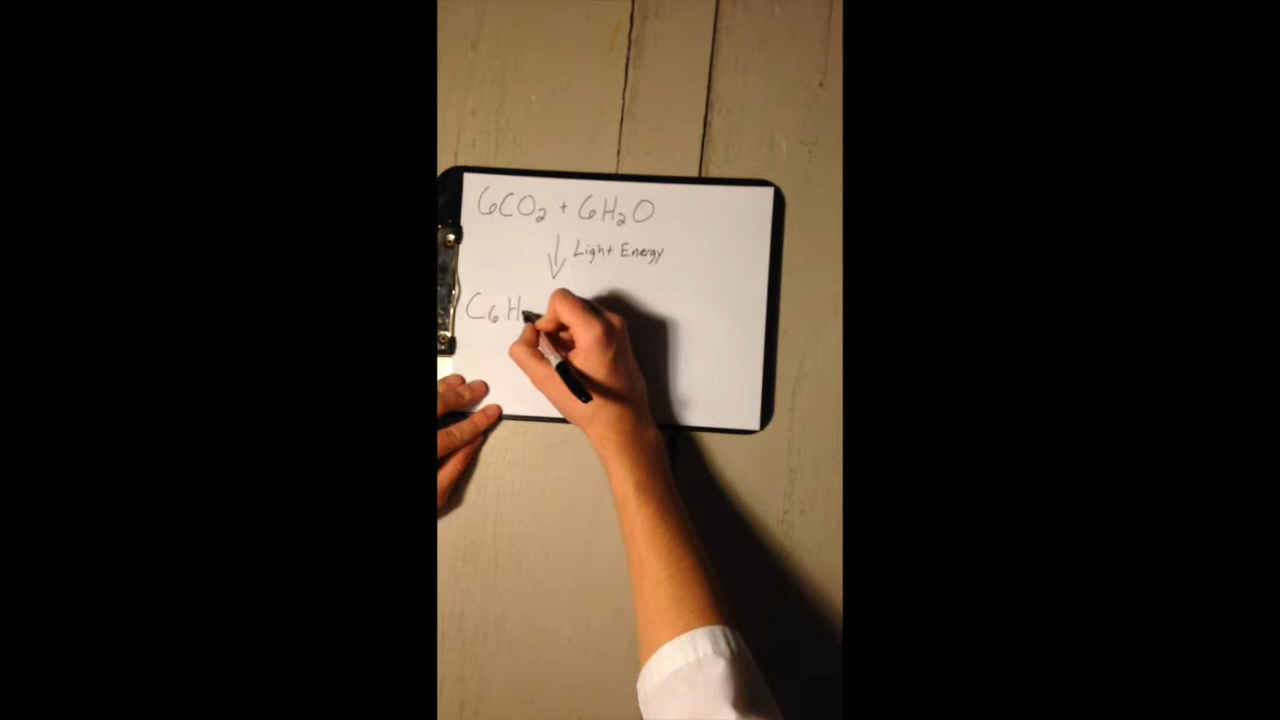 6CO₂ + 6H₂O
Light Energy
C₆H